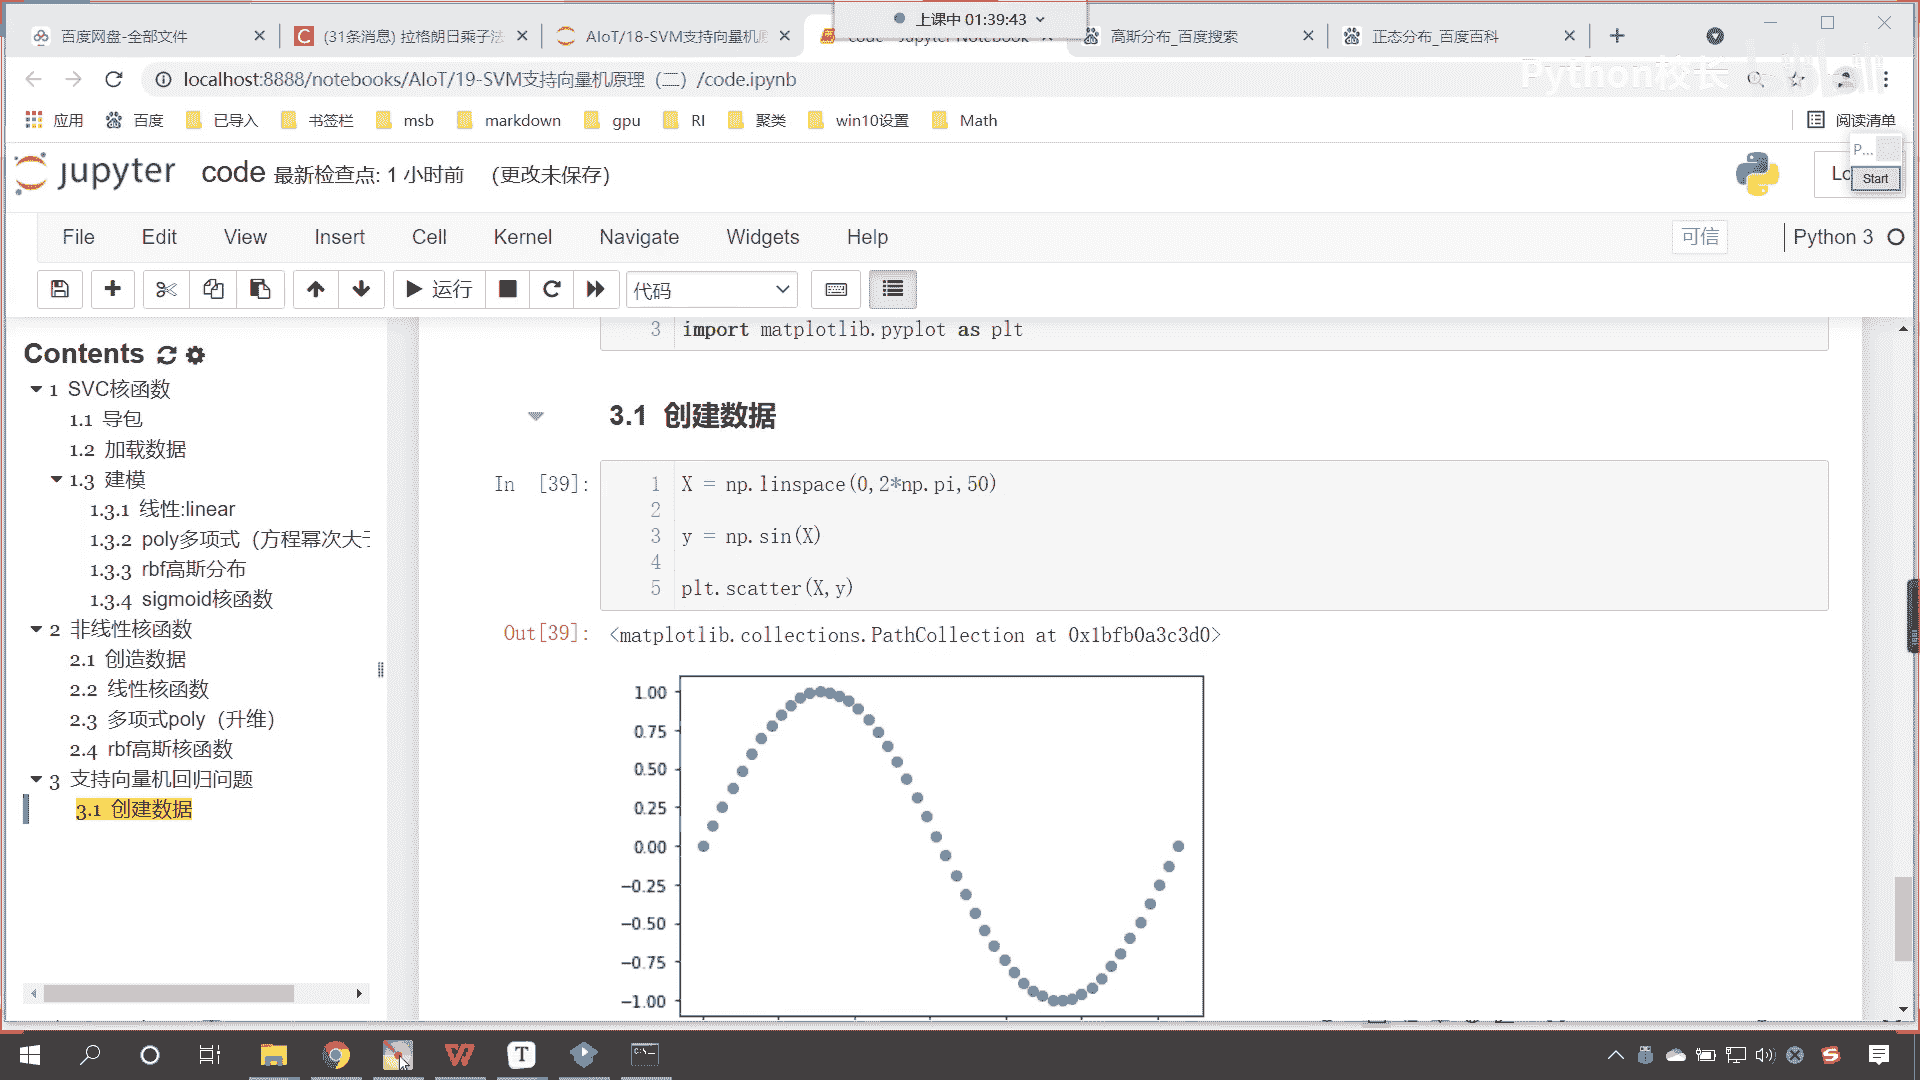 上课中 01:39:43
百度网盘-全部文件
(31条消息) 拉格朗日乘子法
AIoT/18-SVM支持向量机原
code - Jupyter Notebook
高斯分布_百度搜索
正态分布_百度百科
localhost:8888/notebooks/AIoT/19-SVM支持向量机原理（二）/code.ipynb
Python校长
应用
百度
已导入
书签栏
msb
markdown
gpu
RI
聚类
win10设置
Math
阅读清单
P...
Start
jupyter
code
最新检查点: 1 小时前
(更改未保存)
Lo
File
Edit
View
Insert
Cell
Kernel
Navigate
Widgets
Help
可信
Python 3
运行
代码
Contents
1 SVC核函数
1.1 导包
1.2 加载数据
1.3 建模
1.3.1 线性:linear
1.3.2 poly多项式（方程幂次大于
1.3.3 rbf高斯分布
1.3.4 sigmoid核函数
2 非线性核函数
2.1 创造数据
2.2 线性核函数
2.3 多项式poly（升维）
2.4 rbf高斯核函数
3 支持向量机回归问题
3.1 创建数据
3 import matplotlib.pyplot as plt
3.1 创建数据
In [39]:
1 X = np.linspace(0,2*np.pi,50)
2
3 y = np.sin(X)
4
5 plt.scatter(X,y)
Out[39]: <matplotlib.collections.PathCollection at 0x1bfb0a3c3d0>
1.00
0.75
0.50
0.25
0.00
−0.25
−0.50
−0.75
−1.00